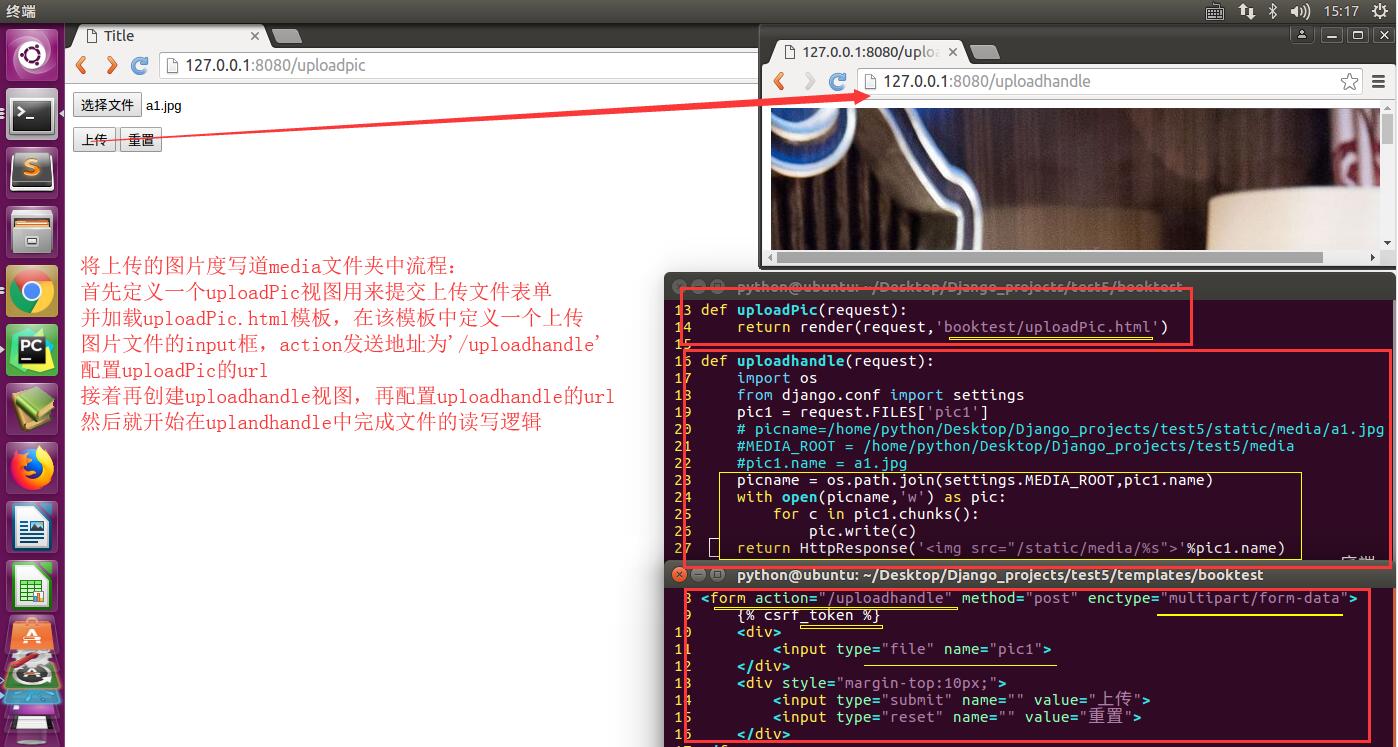 终端
15:17
Title
127.0.0.1:8080/uploadpic
选择文件 a1.jpg
上传 重置
127.0.0.1:8080/uploa
127.0.0.1:8080/uploadhandle
将上传的图片度写道media文件夹中流程:
首先定义一个uploadPic视图用来提交上传文件表单
并加载uploadPic.html模板，在该模板中定义一个上传
图片文件的input框，action发送地址为'/uploadhandle'
配置uploadPic的url
接着再创建uploadhandle视图，再配置uploadhandle的url
然后就开始在uplandhandle中完成文件的读写逻辑
python@ubuntu: ~/Desktop/Django_projects/test5/booktest
13 def uploadPic(request):
14     return render(request,'booktest/uploadPic.html')
15
16 def uploadhandle(request):
17     import os
18     from django.conf import settings
19     pic1 = request.FILES['pic1']
20     # picname=/home/python/Desktop/Django_projects/test5/static/media/a1.jpg
21     #MEDIA_ROOT = /home/python/Desktop/Django_projects/test5/media
22     #pic1.name = a1.jpg
23     picname = os.path.join(settings.MEDIA_ROOT,pic1.name)
24     with open(picname,'w') as pic:
25         for c in pic1.chunks():
26             pic.write(c)
27     return HttpResponse('<img src="/static/media/%s">'%pic1.name)
python@ubuntu: ~/Desktop/Django_projects/test5/templates/booktest
8 <form action="/uploadhandle" method="post" enctype="multipart/form-data">
9     {% csrf_token %}
10     <div>
11         <input type="file" name="pic1">
12     </div>
13     <div style="margin-top:10px;">
14         <input type="submit" name="" value="上传">
15         <input type="reset" name="" value="重置">
16     </div>